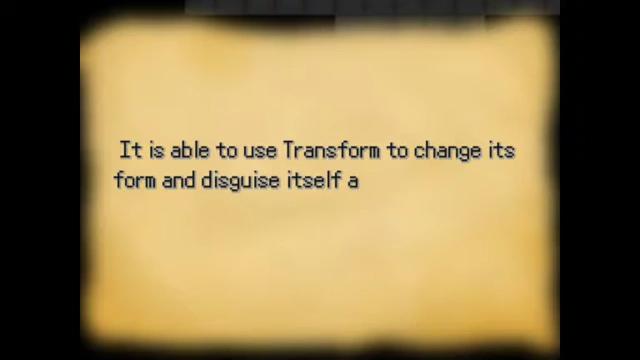 It is able to use Transform to change its
form and disguise itself a